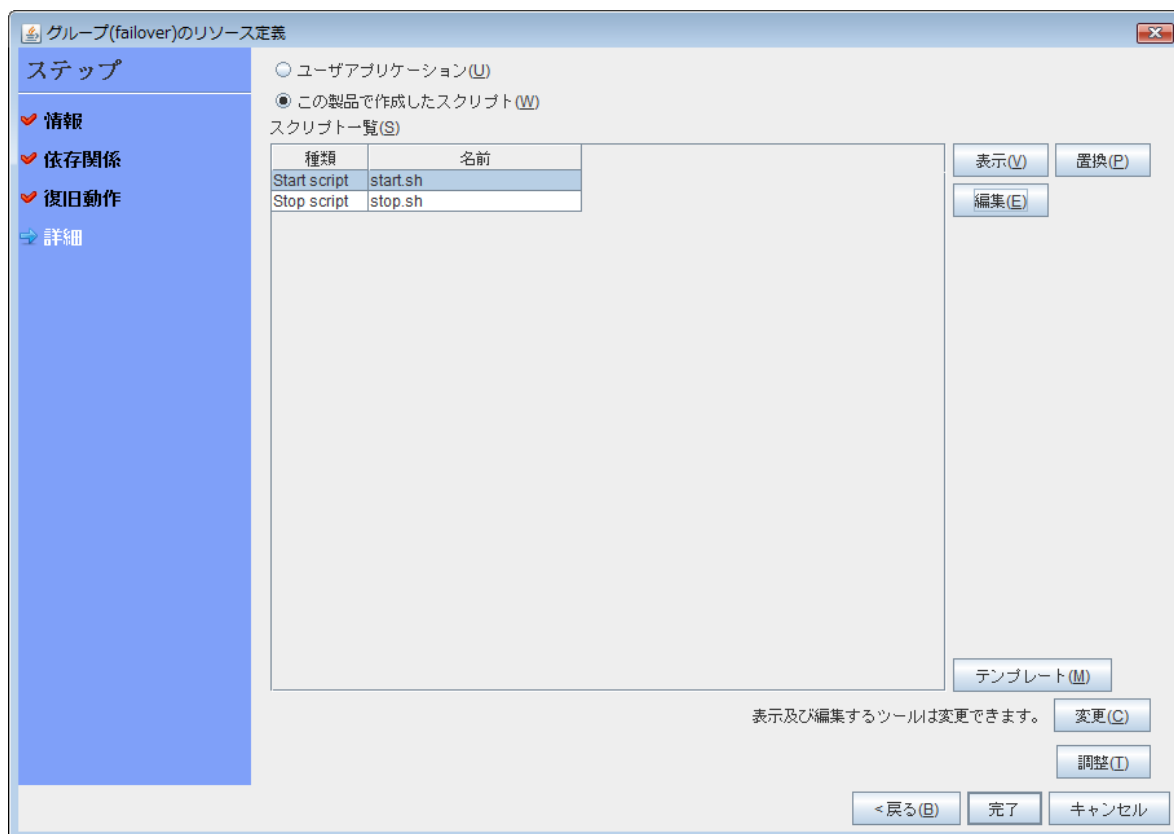 グループ(failover)のリソース定義
ステップ
情報
依存関係
復旧動作
詳細
ユーザアプリケーション(U)
この製品で作成したスクリプト(W)
スクリプト一覧(S)
種類 名前
Start script start.sh
Stop script stop.sh
表示(V) 置換(P)
編集(E)
テンプレート(M)
表示及び編集するツールは変更できます。 変更(C)
調整(T)
<戻る(B) 完了 キャンセル